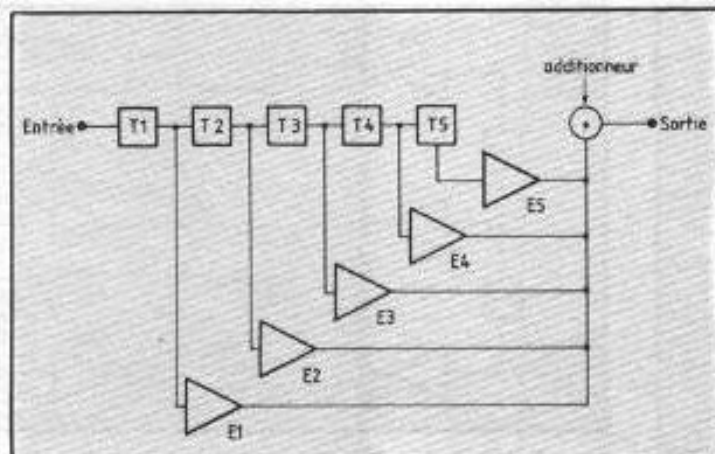 additionneur
Entrée T1 T2 T3 T4 T5 + Sortie
E5
E4
E3
E2
E1